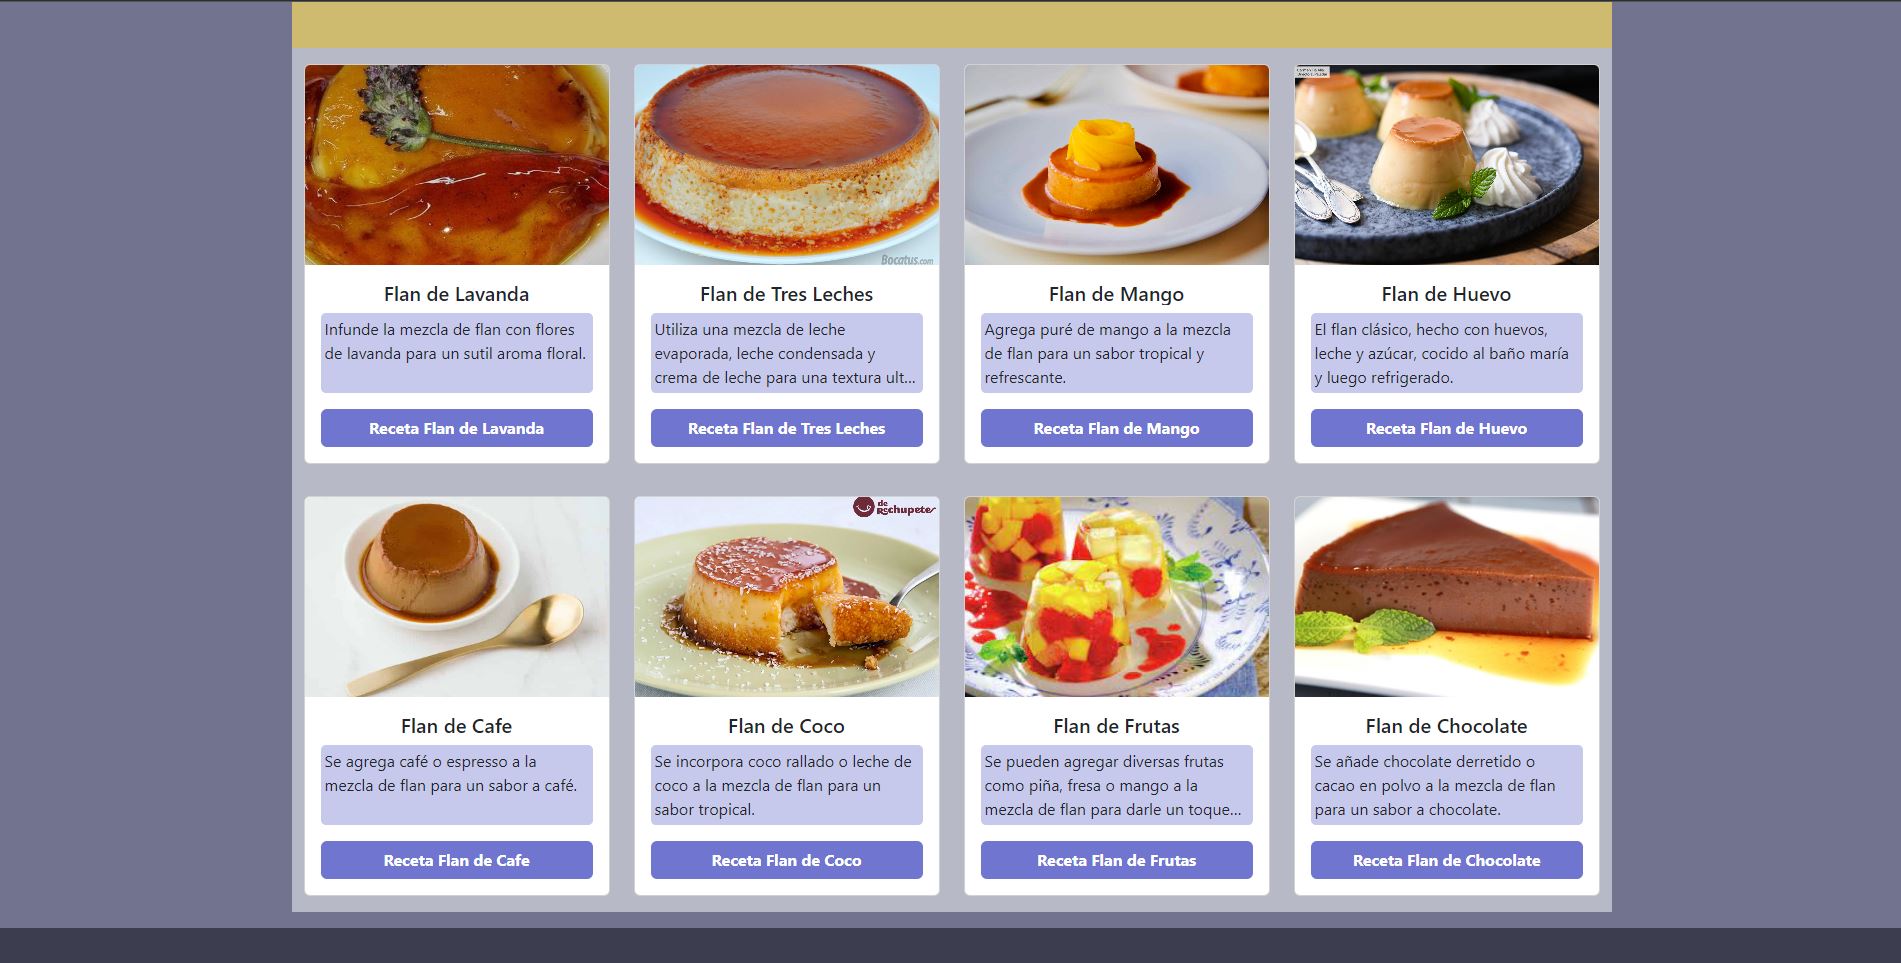 Bocatus.com
de
Rechupete
Flan de Lavanda
Infunde la mezcla de flan con flores
de lavanda para un sutil aroma floral.
Receta Flan de Lavanda
Flan de Tres Leches
Utiliza una mezcla de leche
evaporada, leche condensada y
crema de leche para una textura ult...
Receta Flan de Tres Leches
Flan de Mango
Agrega puré de mango a la mezcla
de flan para un sabor tropical y
refrescante.
Receta Flan de Mango
Flan de Huevo
El flan clásico, hecho con huevos,
leche y azúcar, cocido al baño maría
y luego refrigerado.
Receta Flan de Huevo
Flan de Cafe
Se agrega café o espresso a la
mezcla de flan para un sabor a café.
Receta Flan de Cafe
Flan de Coco
Se incorpora coco rallado o leche de
coco a la mezcla de flan para un
sabor tropical.
Receta Flan de Coco
Flan de Frutas
Se pueden agregar diversas frutas
como piña, fresa o mango a la
mezcla de flan para darle un toque...
Receta Flan de Frutas
Flan de Chocolate
Se añade chocolate derretido o
cacao en polvo a la mezcla de flan
para un sabor a chocolate.
Receta Flan de Chocolate